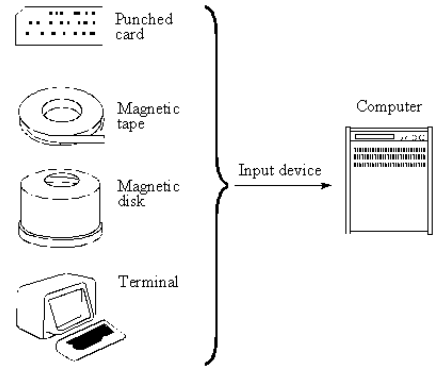 Punched
card
Magnetic
tape
Magnetic
disk
Terminal
Input device
Computer